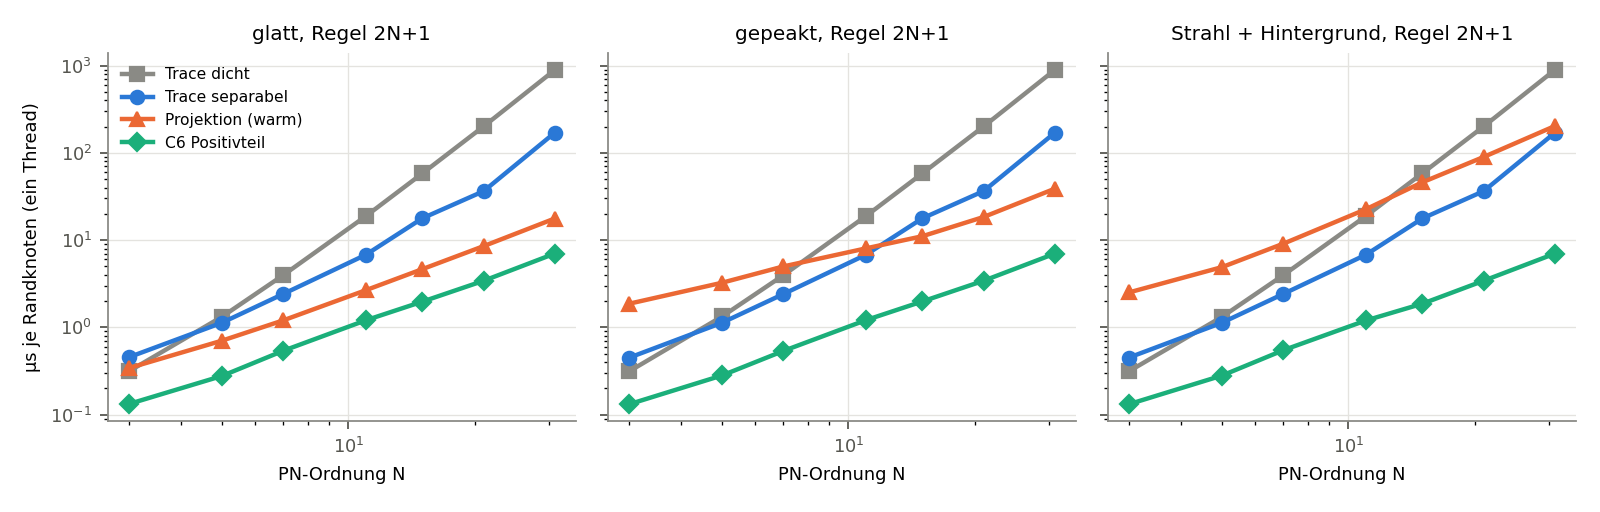 glatt, Regel 2N+1
gepeakt, Regel 2N+1
Strahl + Hintergrund, Regel 2N+1
µs je Randknoten (ein Thread)
10³
10²
10¹
10⁰
10⁻¹
Trace dicht
Trace separabel
Projektion (warm)
C6 Positivteil
10¹
10¹
10¹
PN-Ordnung N
PN-Ordnung N
PN-Ordnung N